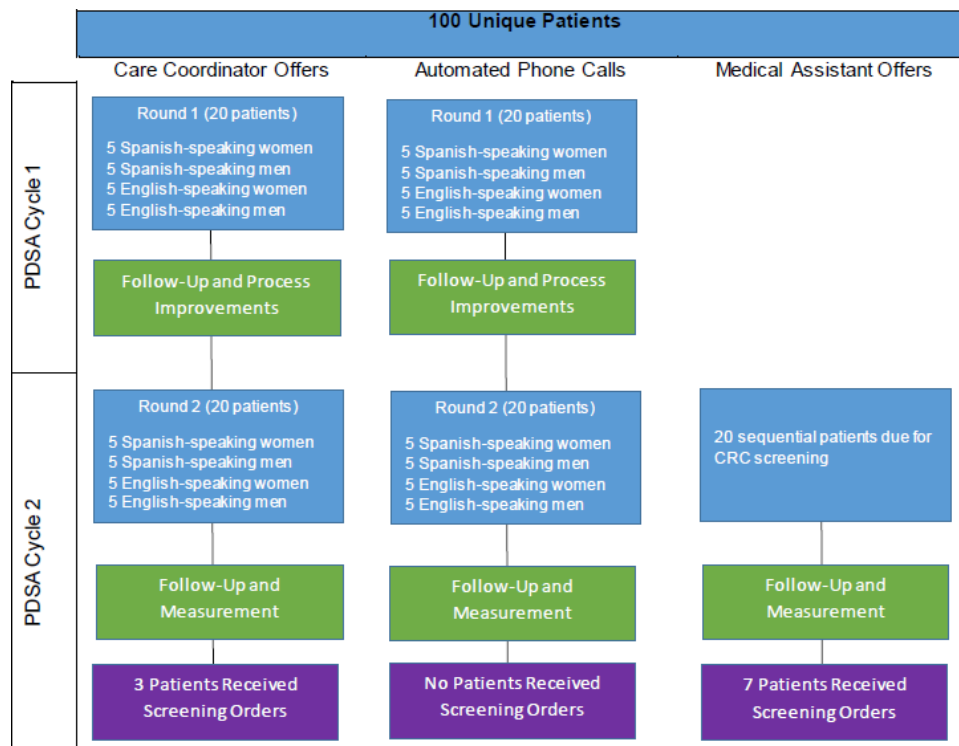 100 Unique Patients
Care Coordinator Offers
Automated Phone Calls
Medical Assistant Offers
PDSA Cycle 1
Round 1 (20 patients)
5 Spanish-speaking women
5 Spanish-speaking men
5 English-speaking women
5 English-speaking men
Round 1 (20 patients)
5 Spanish-speaking women
5 Spanish-speaking men
5 English-speaking women
5 English-speaking men
Follow-Up and Process
Improvements
Follow-Up and Process
Improvements
PDSA Cycle 2
Round 2 (20 patients)
5 Spanish-speaking women
5 Spanish-speaking men
5 English-speaking women
5 English-speaking men
Round 2 (20 patients)
5 Spanish-speaking women
5 Spanish-speaking men
5 English-speaking women
5 English-speaking men
20 sequential patients due for
CRC screening
Follow-Up and
Measurement
Follow-Up and
Measurement
Follow-Up and
Measurement
3 Patients Received
Screening Orders
No Patients Received
Screening Orders
7 Patients Received
Screening Orders